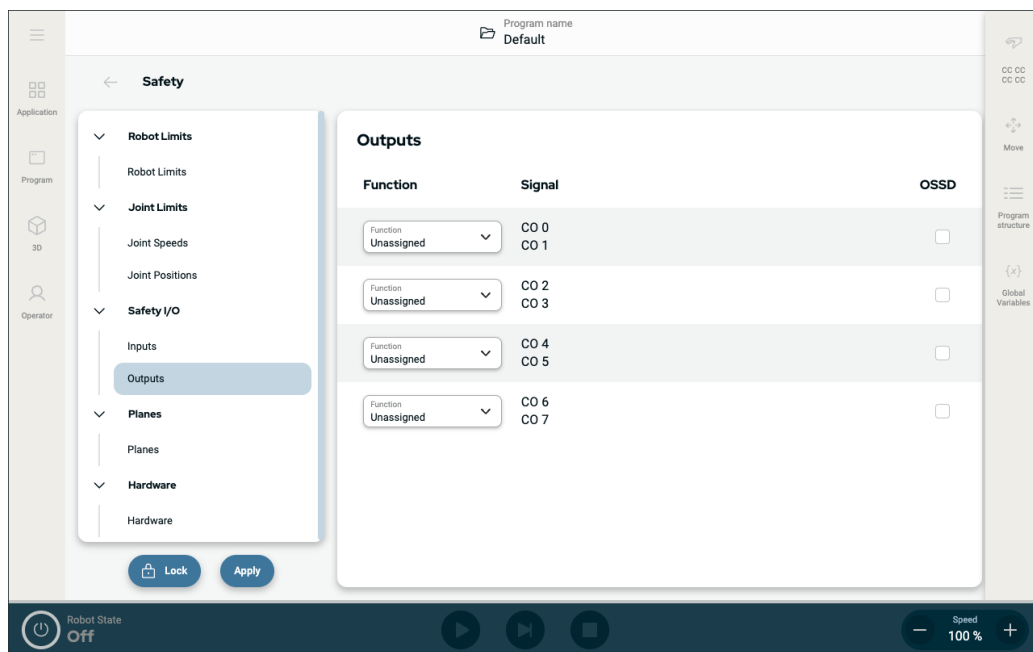 Program name
Default
Application
Program
3D
Operator
Safety
Robot Limits
Robot Limits
Joint Limits
Joint Speeds
Joint Positions
Safety I/O
Inputs
Outputs
Planes
Planes
Hardware
Hardware
Lock
Apply
Outputs
Function
Signal
OSSD
Function
Unassigned
CO 0
CO 1
Function
Unassigned
CO 2
CO 3
Function
Unassigned
CO 4
CO 5
Function
Unassigned
CO 6
CO 7
CC CC
CC CC
Move
Program
structure
{x}
Global
Variables
Robot State
Off
Speed
100 %